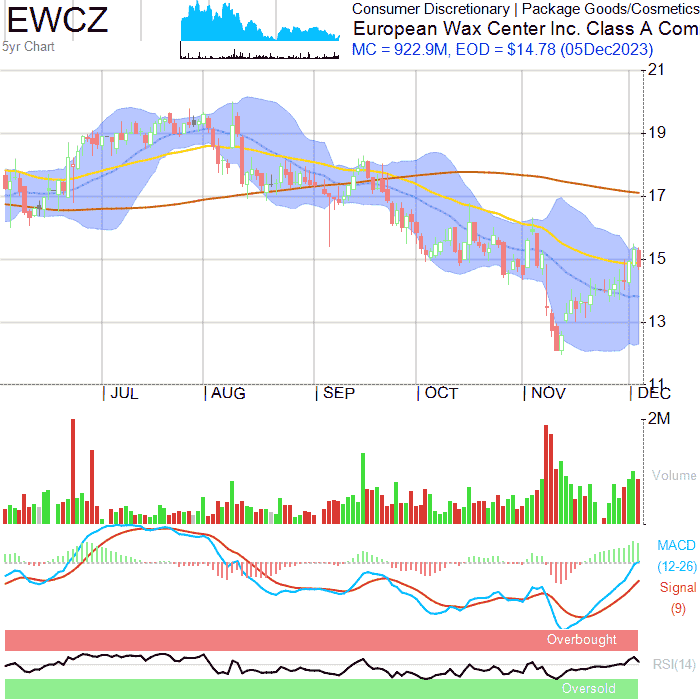 EWCZ
5yr Chart
Consumer Discretionary | Package Goods/Cosmetics
European Wax Center Inc. Class A Com
MC = 922.9M, EOD = $14.78 (05Dec2023)
21
19
17
15
13
11
JUL AUG SEP OCT NOV DEC
2M
Volume
MACD
(12-26)
Signal
(9)
Overbought
RSI(14)
Oversold